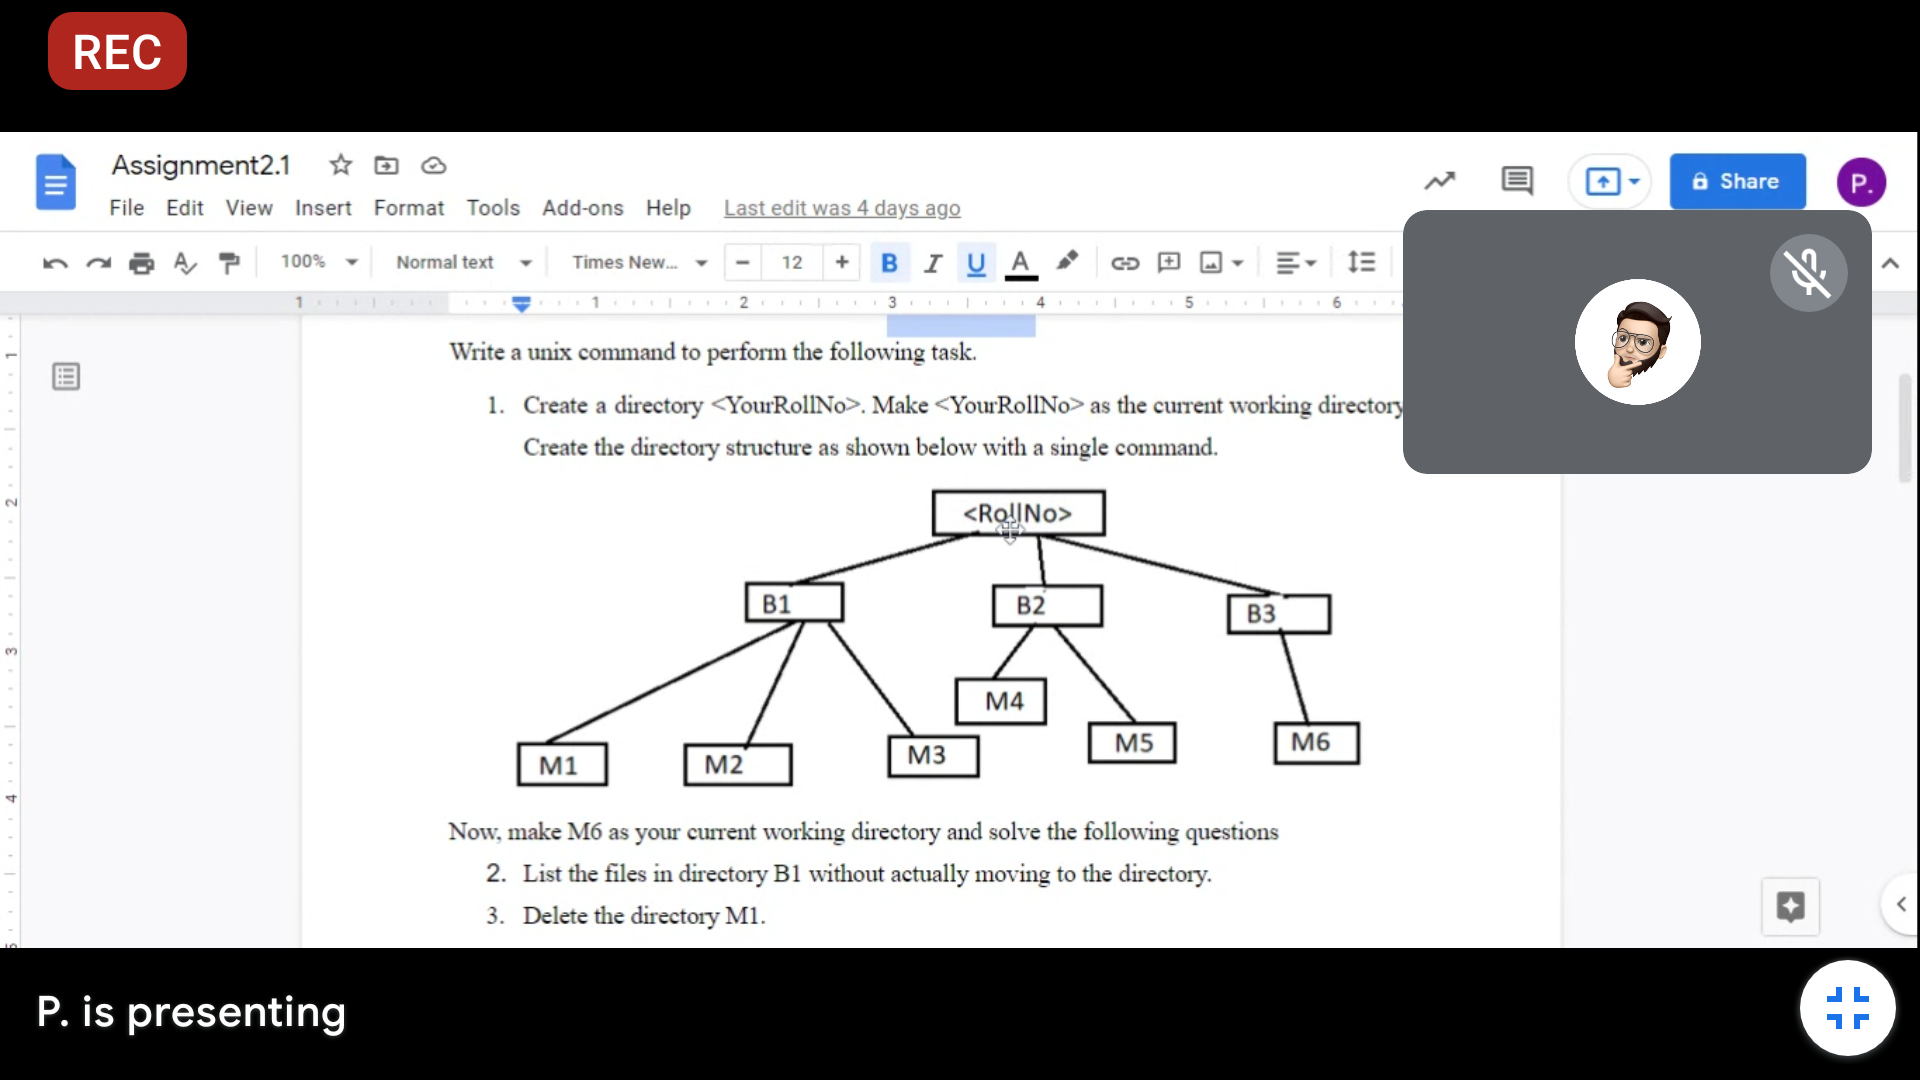 REC
Assignment2.1
File Edit View Insert Format Tools Add-ons Help Last edit was 4 days ago
Share
P.
100% Normal text Times New... − 12 + B I U A
1 1 2 3 4 5 6
Write a unix command to perform the following task.
1. Create a directory <YourRollNo>. Make <YourRollNo> as the current working directory
Create the directory structure as shown below with a single command.
<RollNo>
B1 B2 B3
M4
M1 M2 M3 M5 M6
Now, make M6 as your current working directory and solve the following questions
2. List the files in directory B1 without actually moving to the directory.
3. Delete the directory M1.
1
2
3
4
P. is presenting